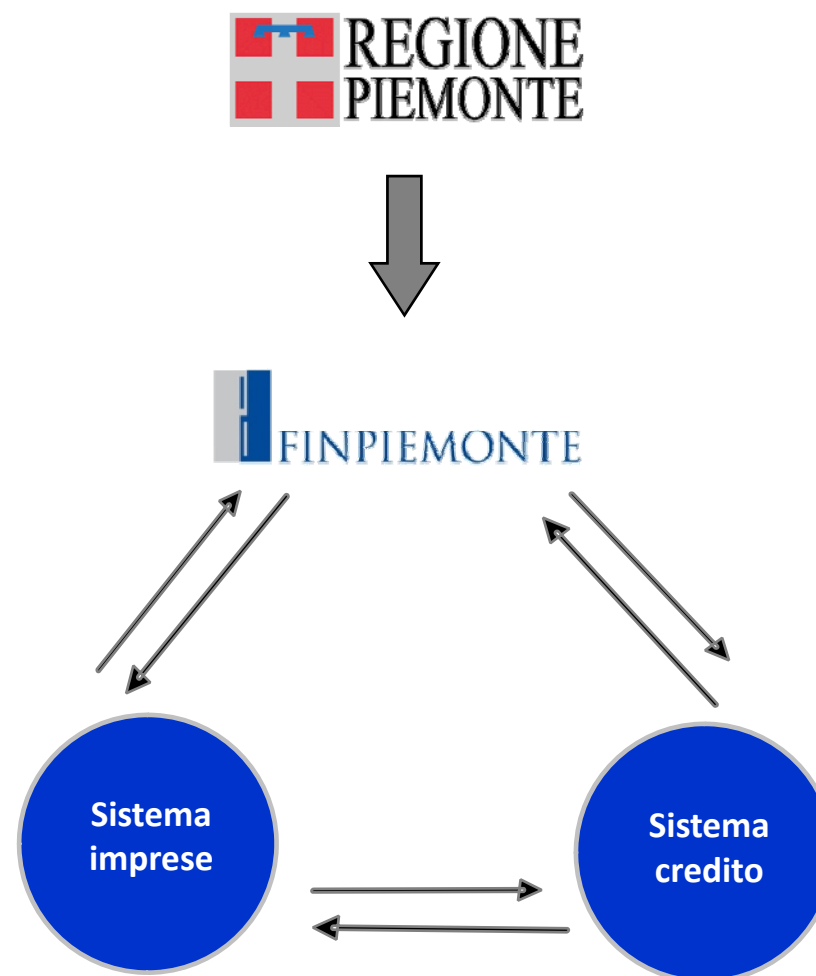 REGIONE
PIEMONTE
FINPIEMONTE
Sistema
imprese
Sistema
credito